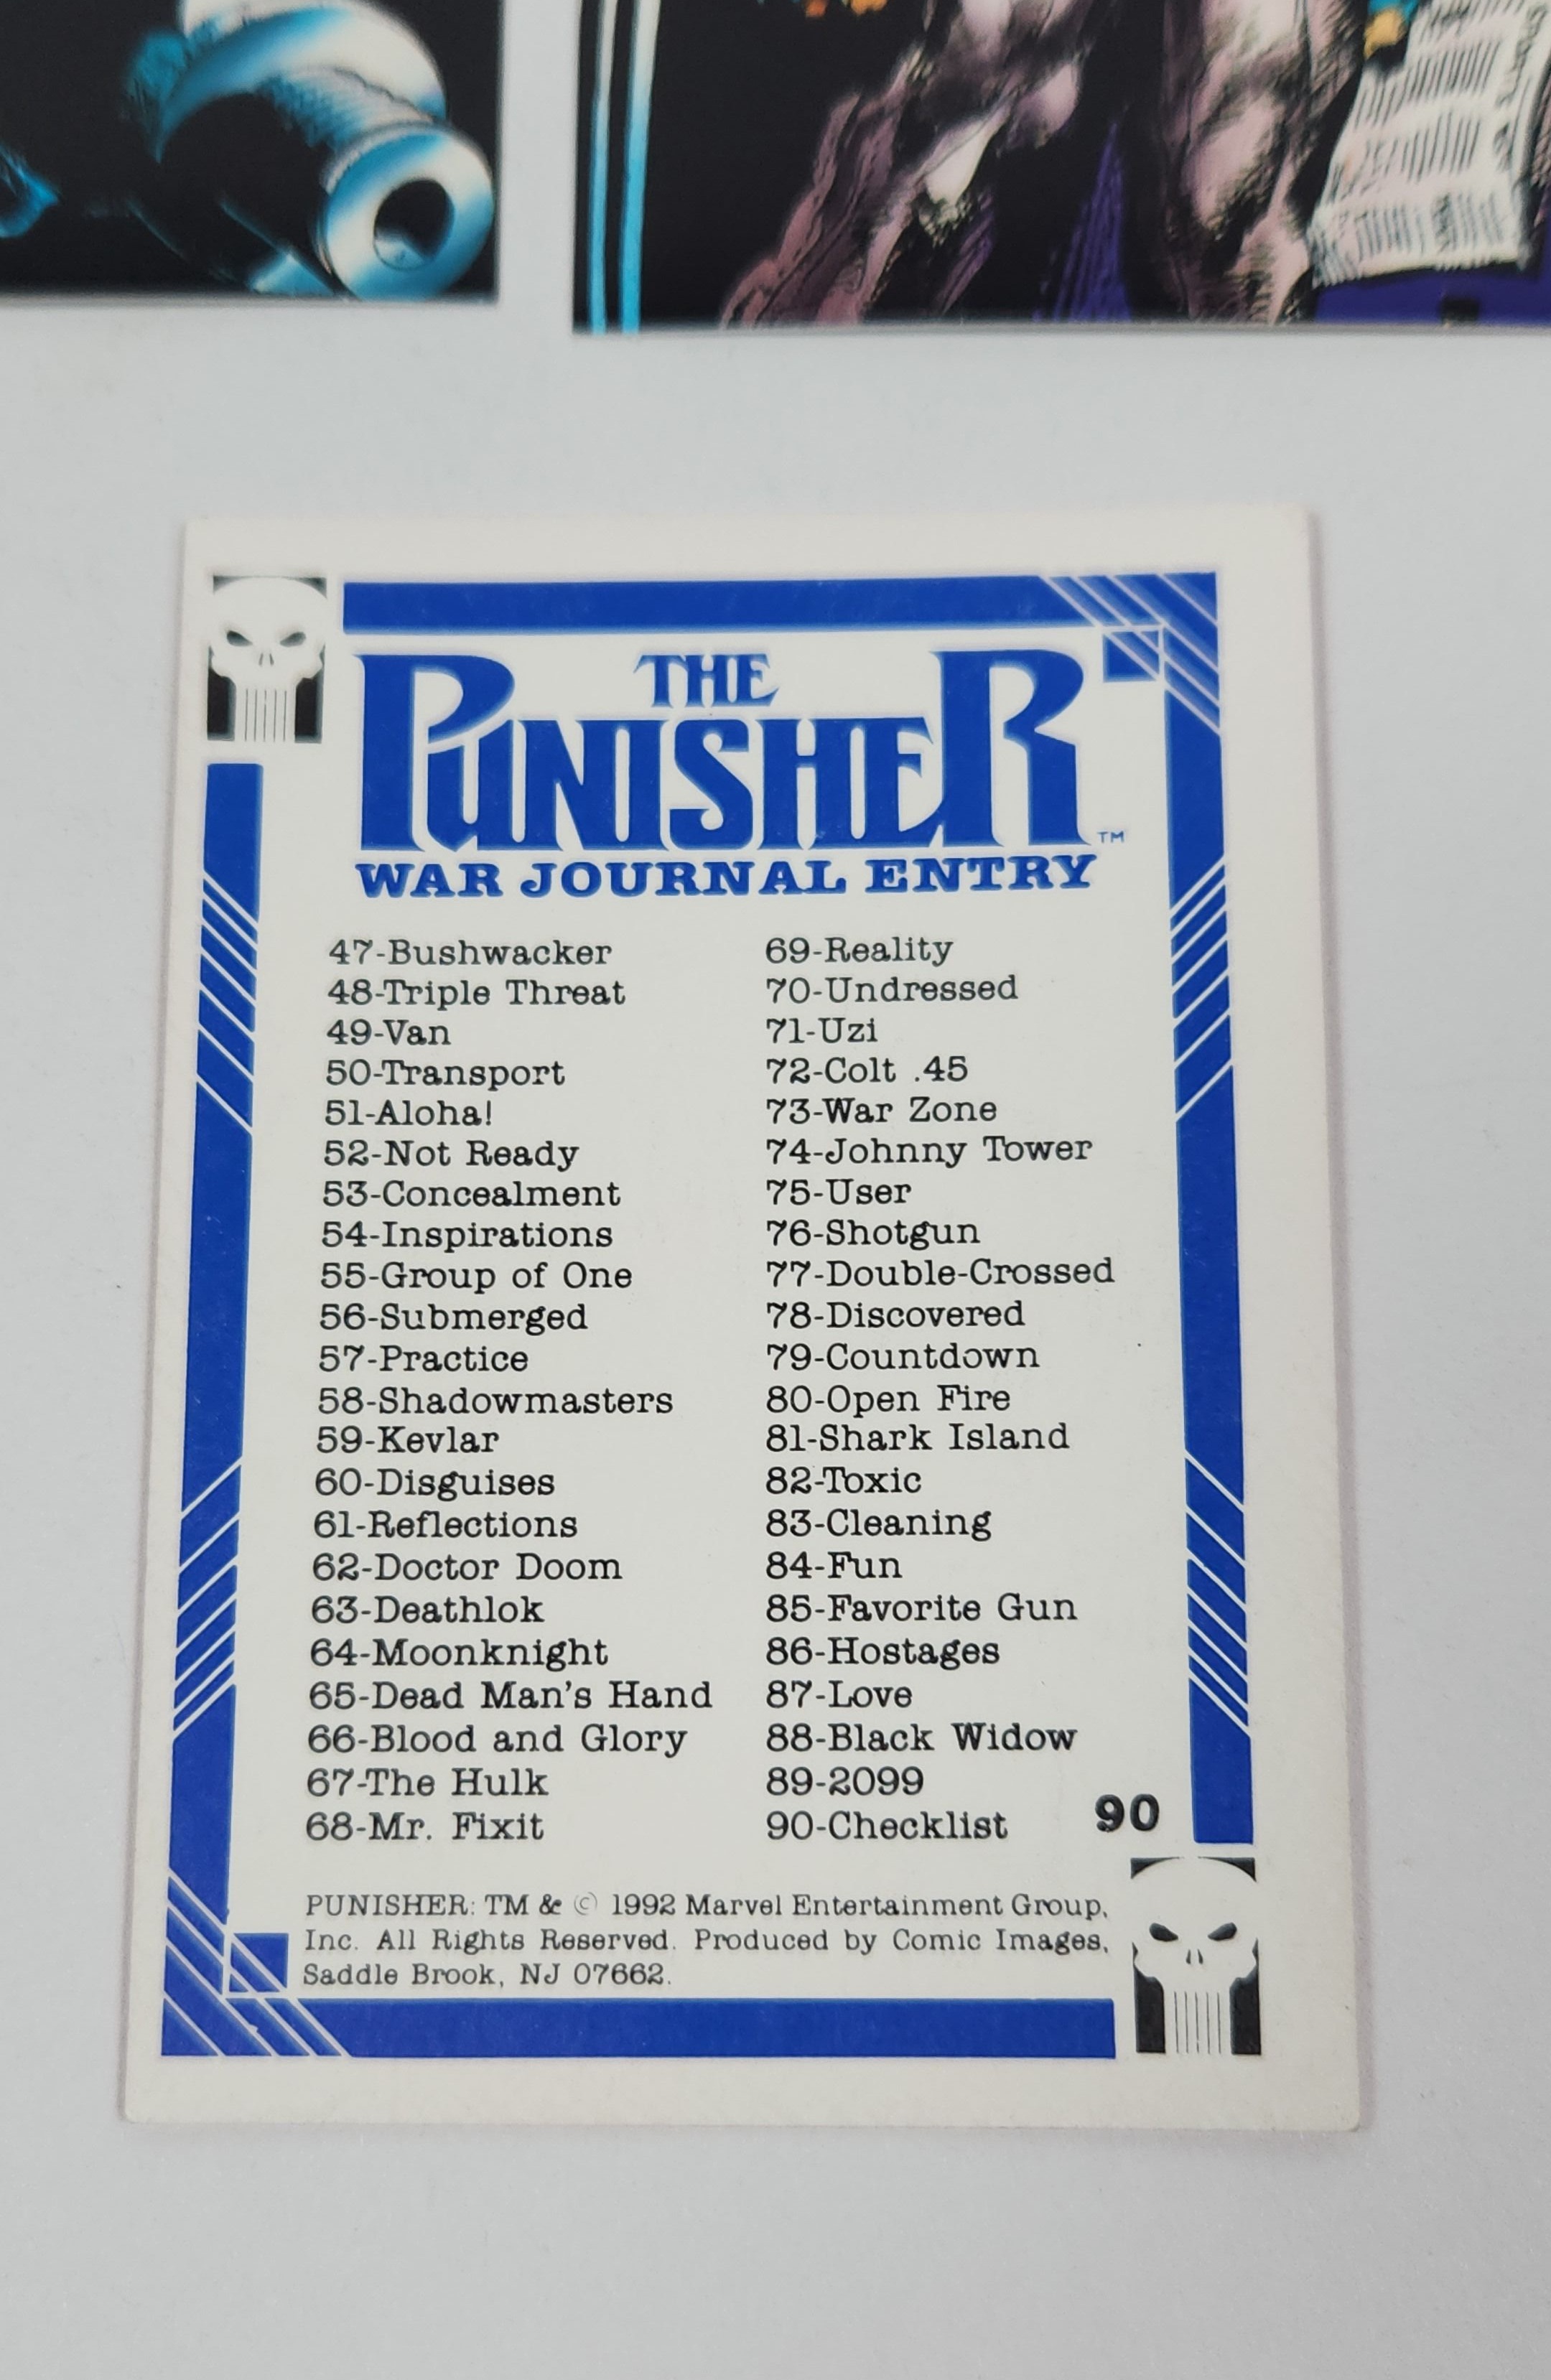 THE
PUNISHER™
WAR JOURNAL ENTRY
47-Bushwacker
48-Triple Threat
49-Van
50-Transport
51-Aloha!
52-Not Ready
53-Concealment
54-Inspirations
55-Group of One
56-Submerged
57-Practice
58-Shadowmasters
59-Kevlar
60-Disguises
61-Reflections
62-Doctor Doom
63-Deathlok
64-Moonknight
65-Dead Man's Hand
66-Blood and Glory
67-The Hulk
68-Mr. Fixit
69-Reality
70-Undressed
71-Uzi
72-Colt .45
73-War Zone
74-Johnny Tower
75-User
76-Shotgun
77-Double-Crossed
78-Discovered
79-Countdown
80-Open Fire
81-Shark Island
82-Toxic
83-Cleaning
84-Fun
85-Favorite Gun
86-Hostages
87-Love
88-Black Widow
89-2099
90-Checklist
90
PUNISHER: TM & © 1992 Marvel Entertainment Group,
Inc. All Rights Reserved. Produced by Comic Images,
Saddle Brook, NJ 07662.